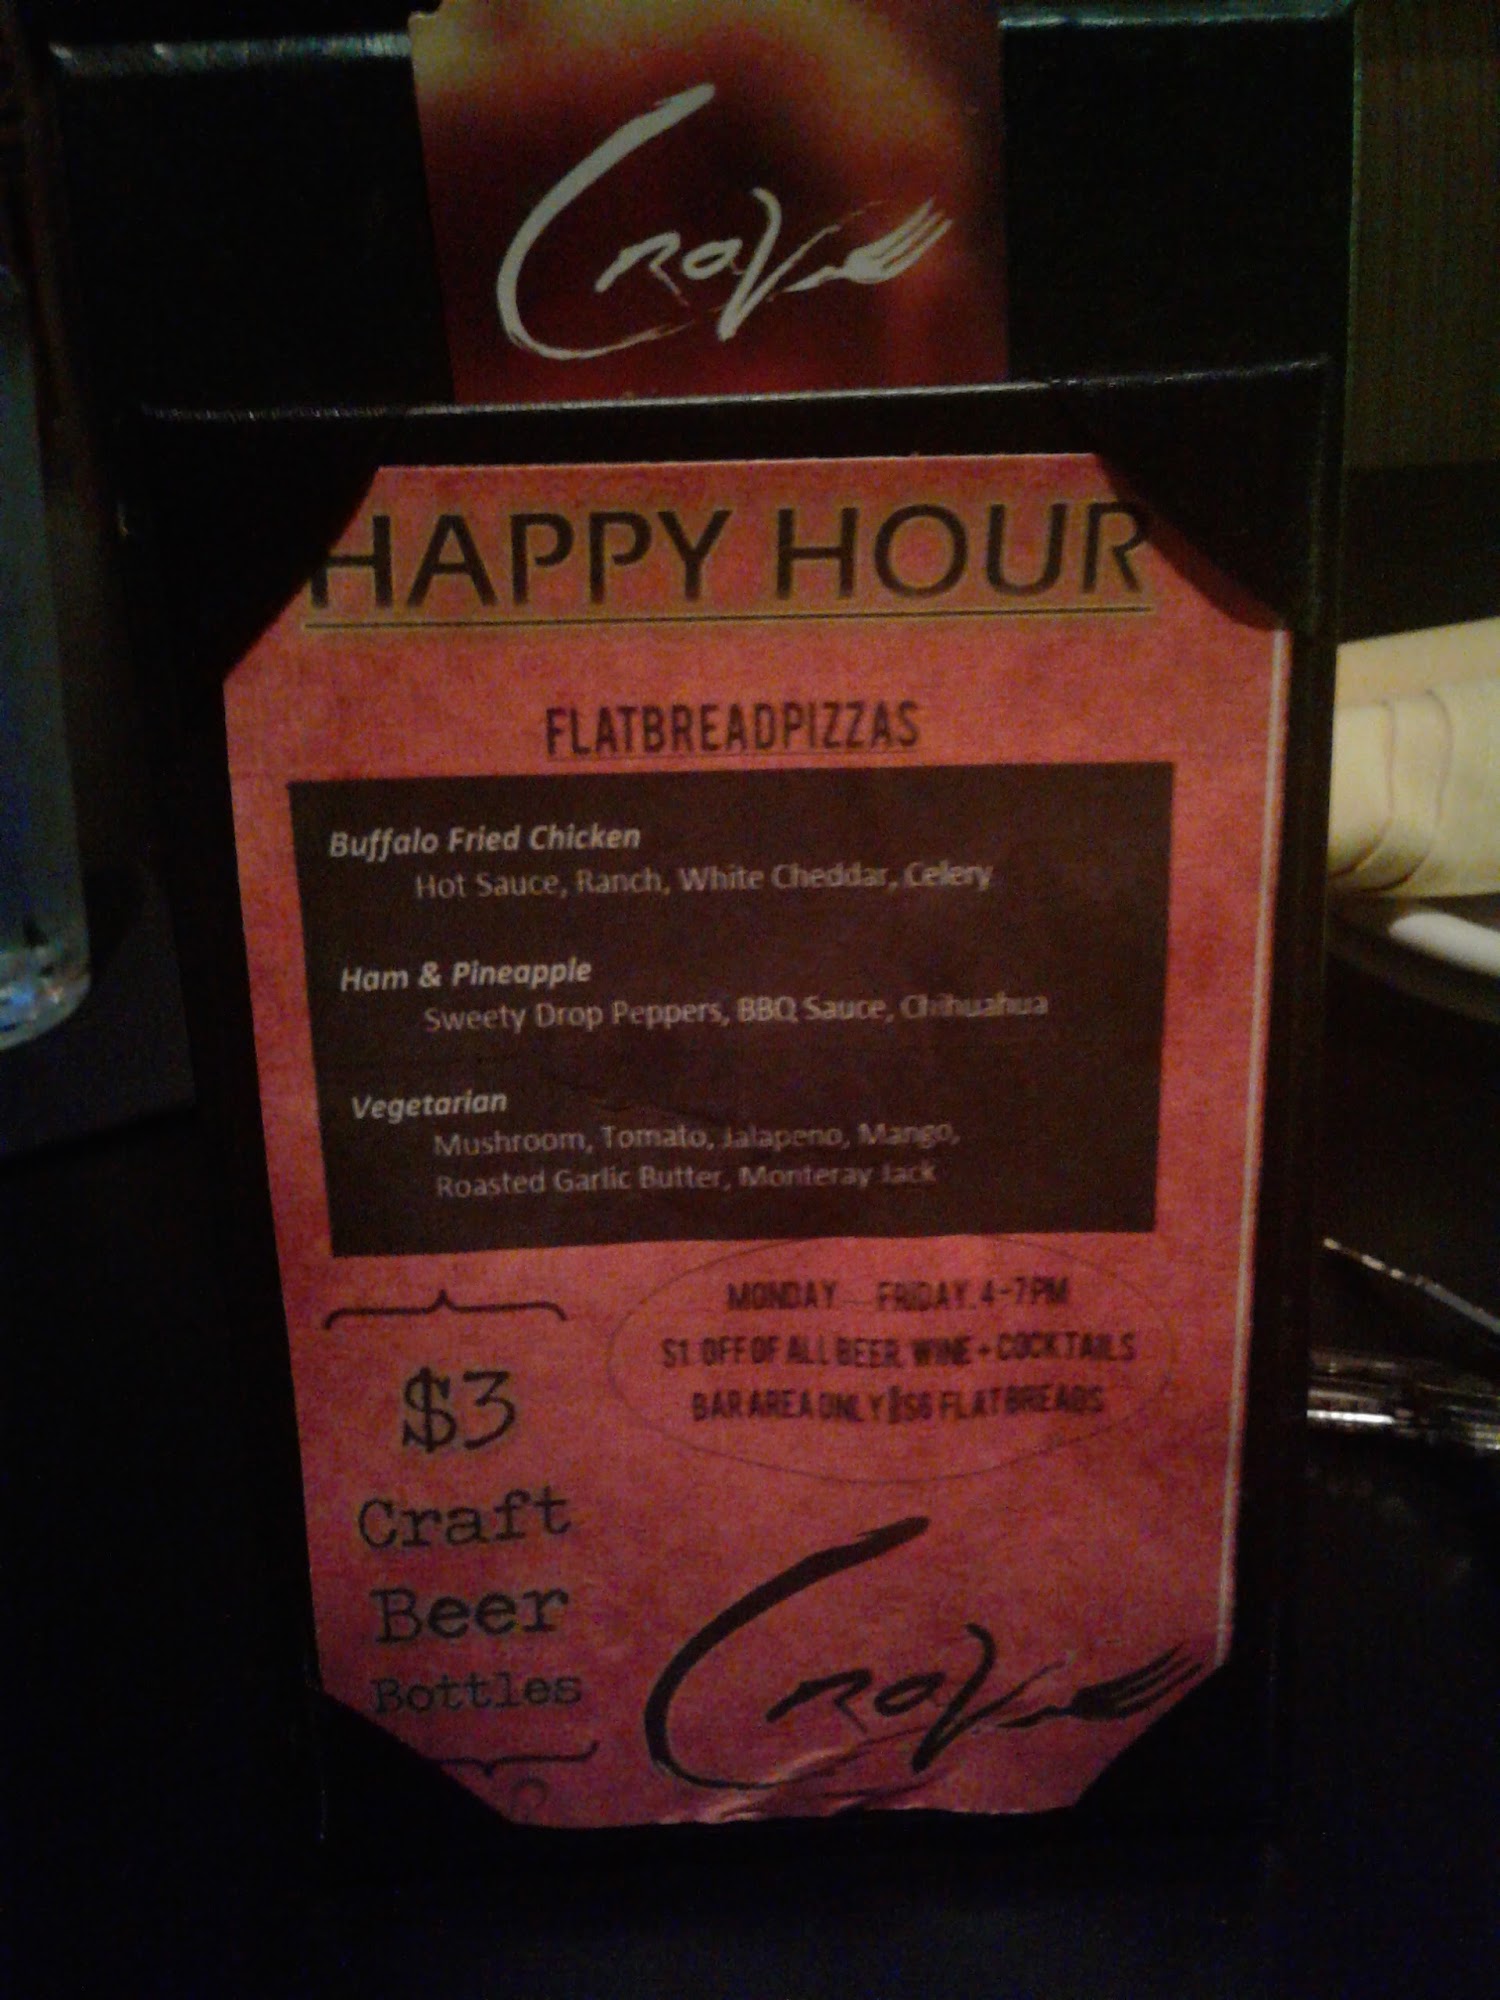 Crave
HAPPY HOUR
FLATBREADPIZZAS
Buffalo Fried Chicken
Hot Sauce, Ranch, White Cheddar, Celery
Ham & Pineapple
Sweety Drop Peppers, BBQ Sauce, Chihuahua
Vegetarian
Mushroom, Tomato, Jalapeno, Mango,
Roasted Garlic Butter, Monteray Jack
MONDAY FRIDAY. 4-7PM
$1 OFF OF ALL BEER WINE + COCKTAILS
BAR AREA ONLY $6 FLATBREADS
$3
Craft
Beer
Bottles
Crave